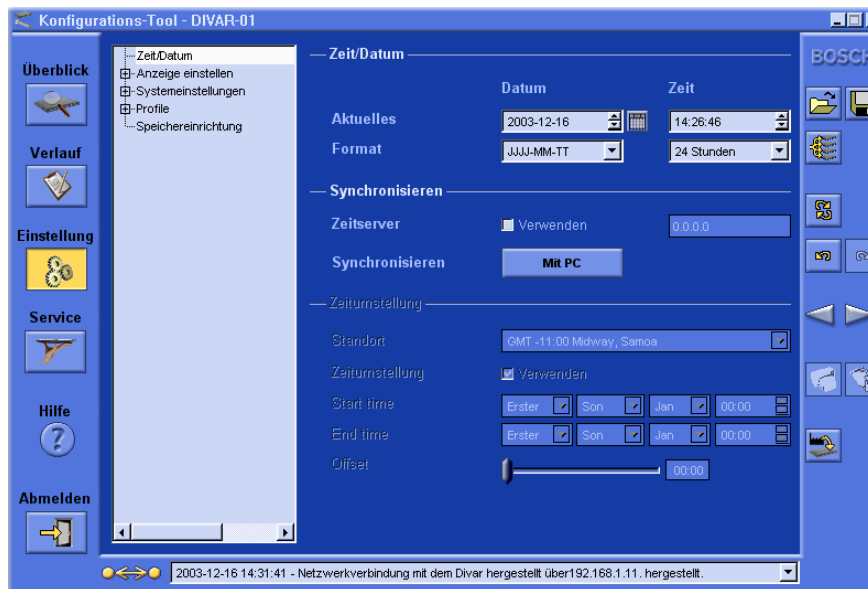 Konfigurations-Tool - DIVAR-01
Überblick
Verlauf
Einstellung
Service
Hilfe
Abmelden
Zeit/Datum
Anzeige einstellen
Systemeinstellungen
Profile
Speichereinrichtung
Zeit/Datum
Datum Zeit
Aktuelles 2003-12-16 14:26:46
Format JJJJ-MM-TT 24 Stunden
Synchronisieren
Zeitserver Verwenden 0.0.0.0
Synchronisieren Mit PC
Zeitumstellung
Standort GMT -11:00 Midway, Samoa
Zeitumstellung Verwenden
Start time Erster Son Jan 00:00
End time Erster Son Jan 00:00
Offset 00:00
BOSCH
2003-12-16 14:31:41 - Netzwerkverbindung mit dem Divar hergestellt über192.168.1.11. hergestellt.